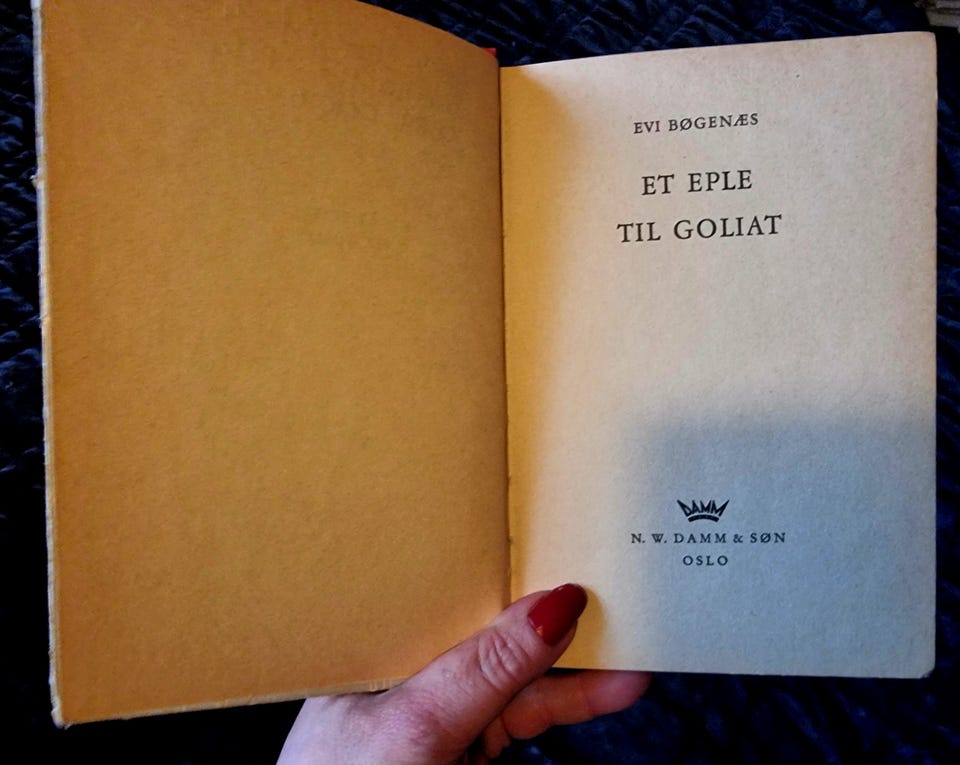 EVI BØGENÆS
ET EPLE
TIL GOLIAT
DAMM
N. W. DAMM & SØN
OSLO